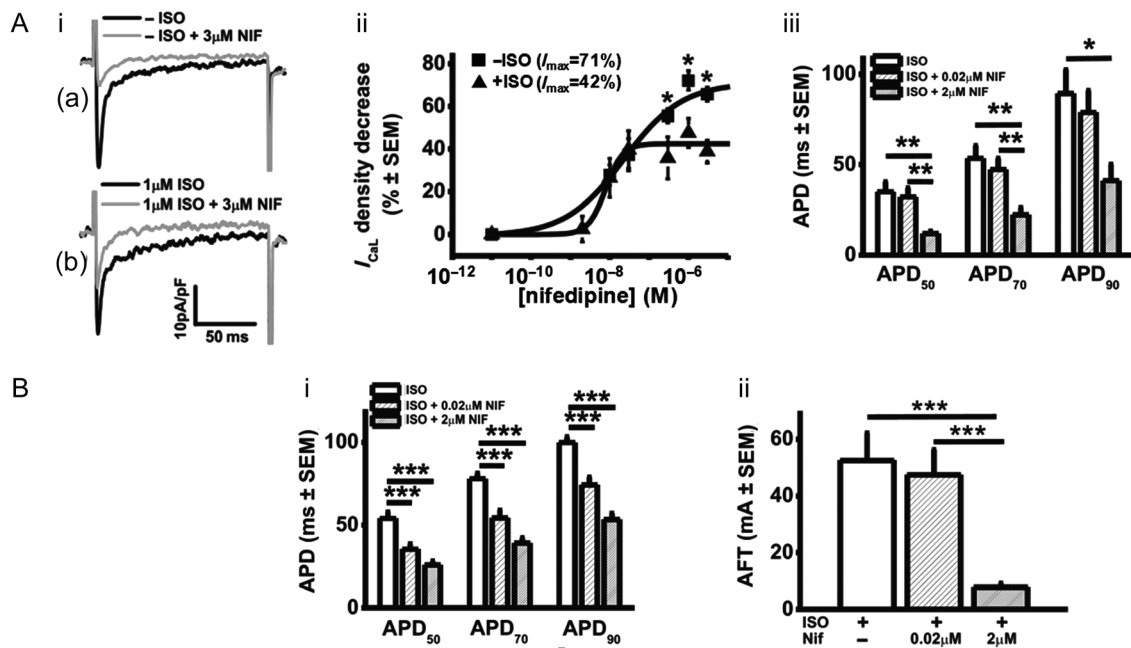 A
i
– ISO
– ISO + 3μM NIF
(a)
1μM ISO
1μM ISO + 3μM NIF
(b)
10pA/pF
50 ms
ii
–ISO (Imax=71%)
+ISO (Imax=42%)
* * *
ICaL density decrease
(% ± SEM)
80
60
40
20
0
10−12 10−10 10−8 10−6
[nifedipine] (M)
iii
ISO
ISO + 0.02μM NIF
ISO + 2μM NIF
APD (ms ± SEM)
100
50
0
**
**
**
**
*
APD50 APD70 APD90
B
i
ISO
ISO + 0.02μM NIF
ISO + 2μM NIF
APD (ms ± SEM)
100
50
0
***
***
***
***
***
***
APD50 APD70 APD90
ii
AFT (mA ± SEM)
60
40
20
0
***
***
ISO + + +
Nif – 0.02μM 2μM